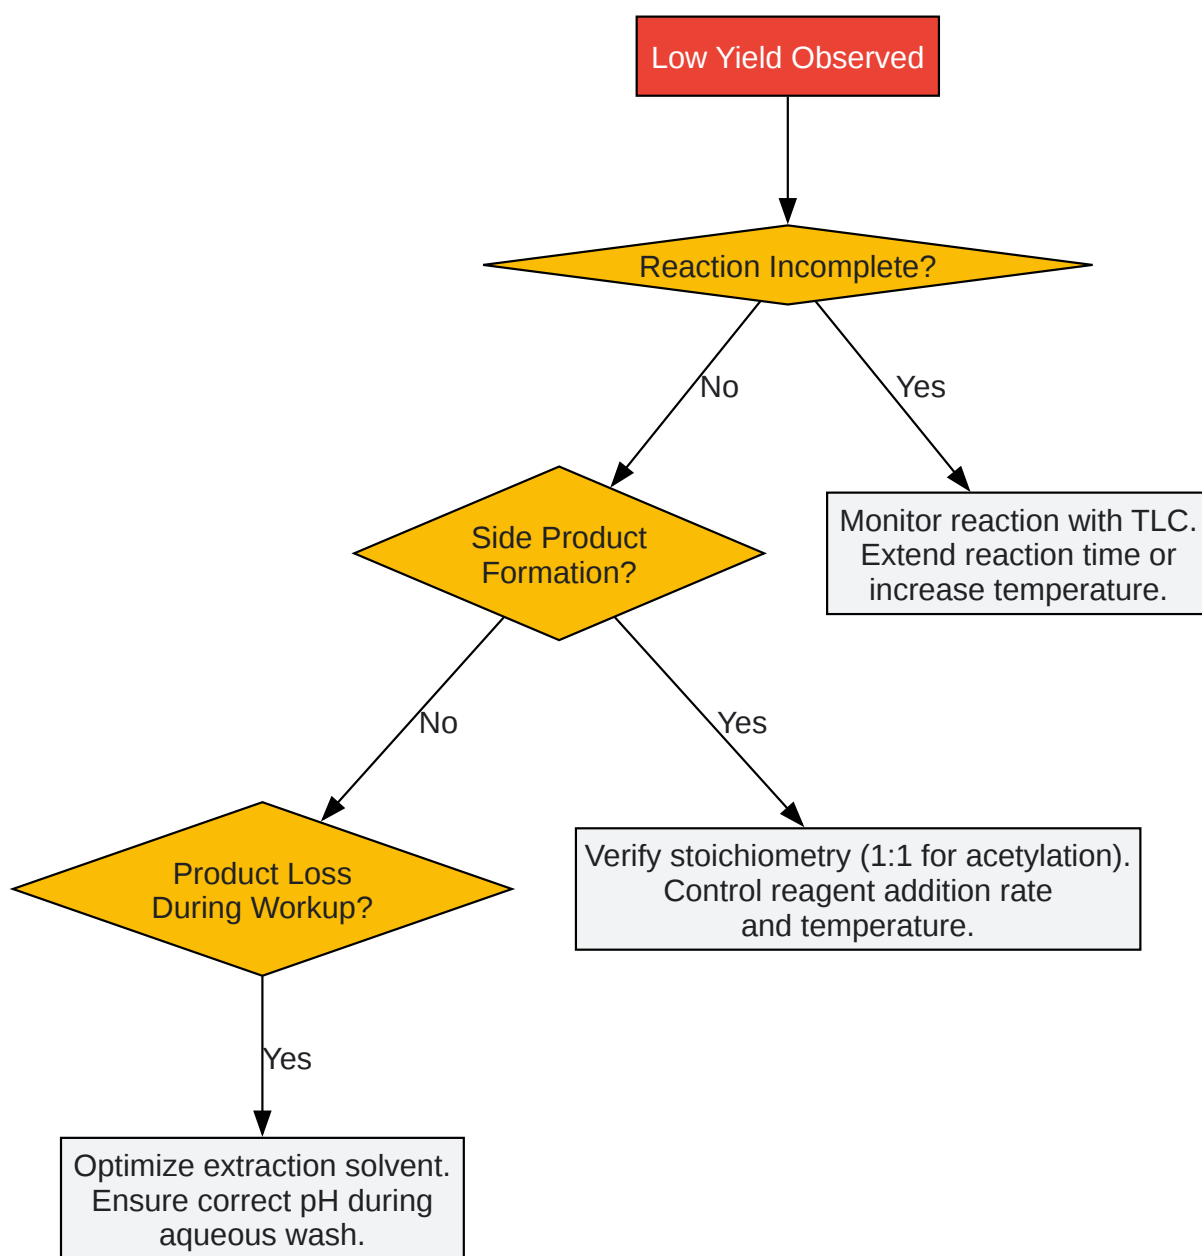 Low Yield Observed
Reaction Incomplete?
No
Yes
Side Product
Formation?
Monitor reaction with TLC.
Extend reaction time or
increase temperature.
No
Yes
Product Loss
During Workup?
Verify stoichiometry (1:1 for acetylation).
Control reagent addition rate
and temperature.
Yes
Optimize extraction solvent.
Ensure correct pH during
aqueous wash.